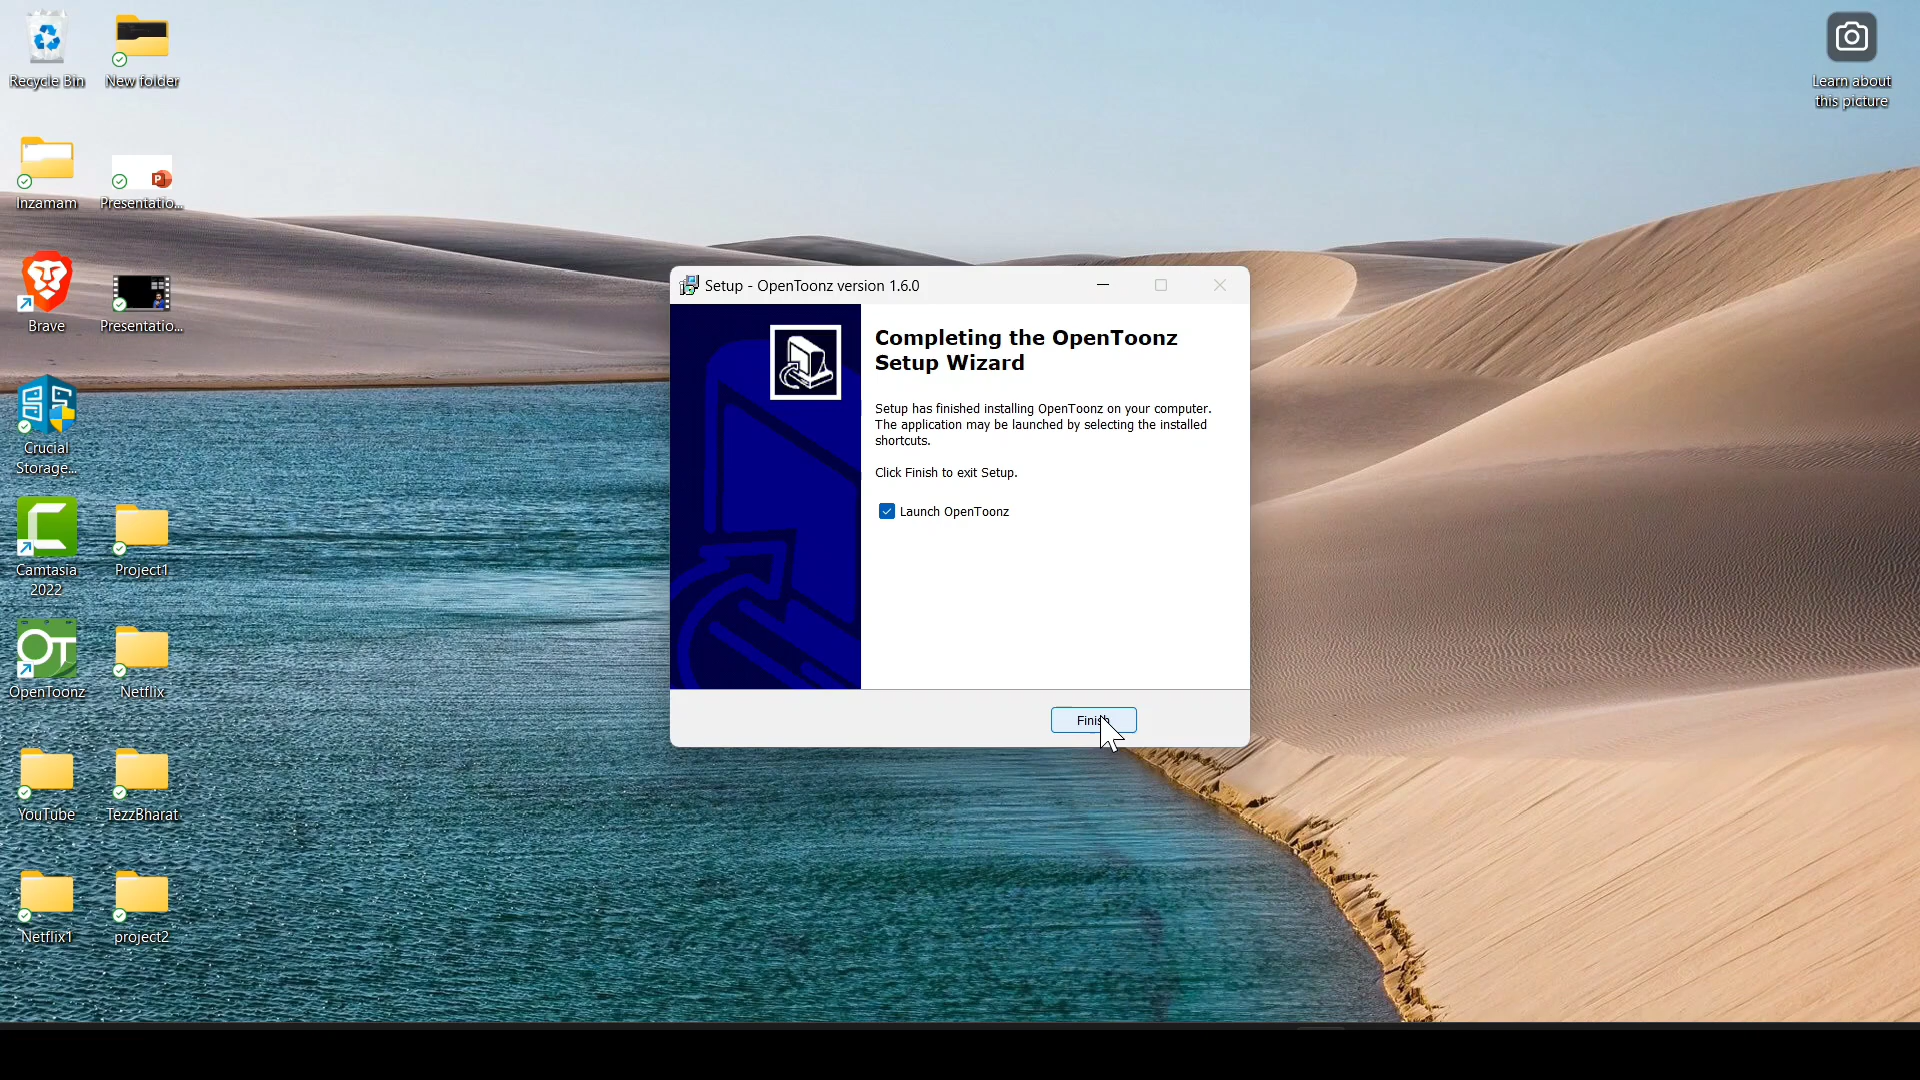 Recycle Bin
New folder
Learn about
this picture
Inzamam
Presentatio...
Brave
Presentatio...
Crucial
Storage...
Camtasia
2022
Project1
OpenToonz
Netflix
YouTube
TezzBharat
Netflix1
project2
Setup - OpenToonz version 1.6.0
Completing the OpenToonz
Setup Wizard
Setup has finished installing OpenToonz on your computer.
The application may be launched by selecting the installed
shortcuts.
Click Finish to exit Setup.
Launch OpenToonz
Finish